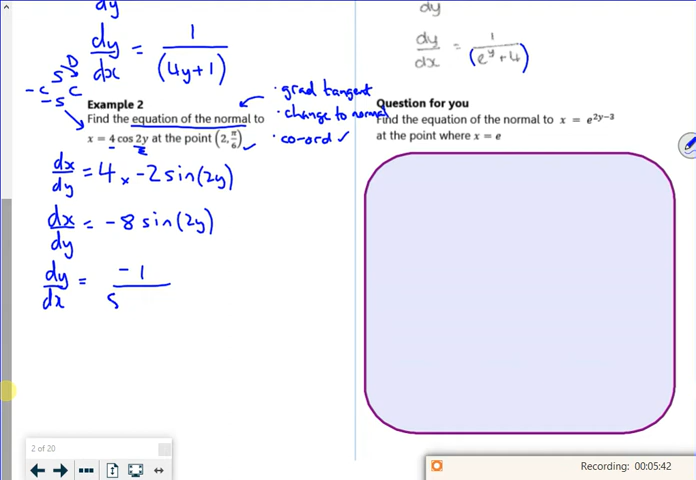 dy
dy/dx = 1/(4y+1)
S D
-C C
-S
Example 2
Find the equation of the normal to
x = 4 cos 2y at the point (2, π/6)
· grad tangent
· change to normal
· co-ord ✓
dx/dy = 4 × -2 sin(2y)
dx/dy = -8 sin(2y)
dy/dx = -1/s
dy
dy/dx = 1/(e^y + 4)
Question for you
Find the equation of the normal to x = e^{2y-3}
at the point where x = e
2 of 20
Recording: 00:05:42